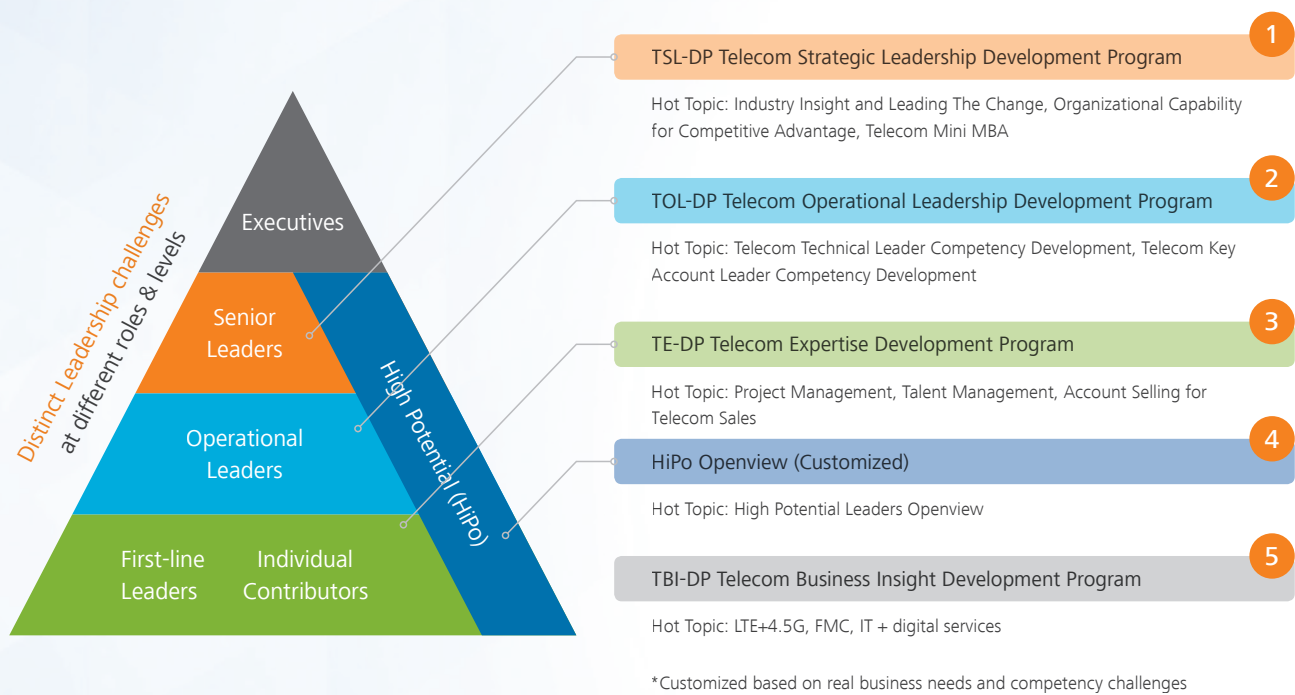 Distinct Leadership challenges
at different roles & levels
Executives
Senior
Leaders
Operational
Leaders
First-line
Leaders
Individual
Contributors
High Potential (HiPo)
1
TSL-DP Telecom Strategic Leadership Development Program
Hot Topic: Industry Insight and Leading The Change, Organizational Capability
for Competitive Advantage, Telecom Mini MBA
2
TOL-DP Telecom Operational Leadership Development Program
Hot Topic: Telecom Technical Leader Competency Development, Telecom Key
Account Leader Competency Development
3
TE-DP Telecom Expertise Development Program
Hot Topic: Project Management, Talent Management, Account Selling for
Telecom Sales
4
HiPo Openview (Customized)
Hot Topic: High Potential Leaders Openview
5
TBI-DP Telecom Business Insight Development Program
Hot Topic: LTE+4.5G, FMC, IT + digital services
*Customized based on real business needs and competency challenges